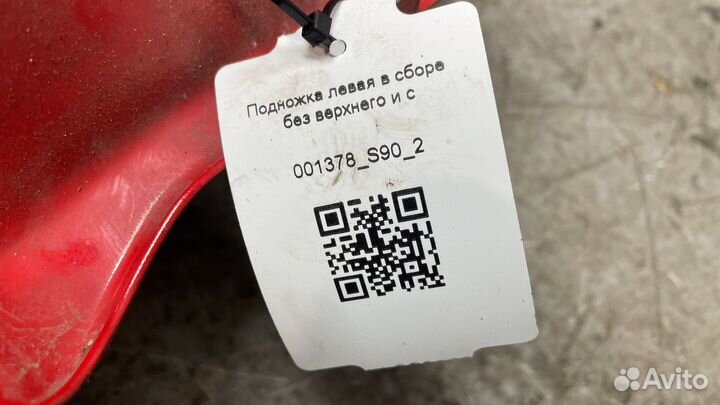 Подножка левая в сборе
без верхнего и с
001378_S90_2
Avito